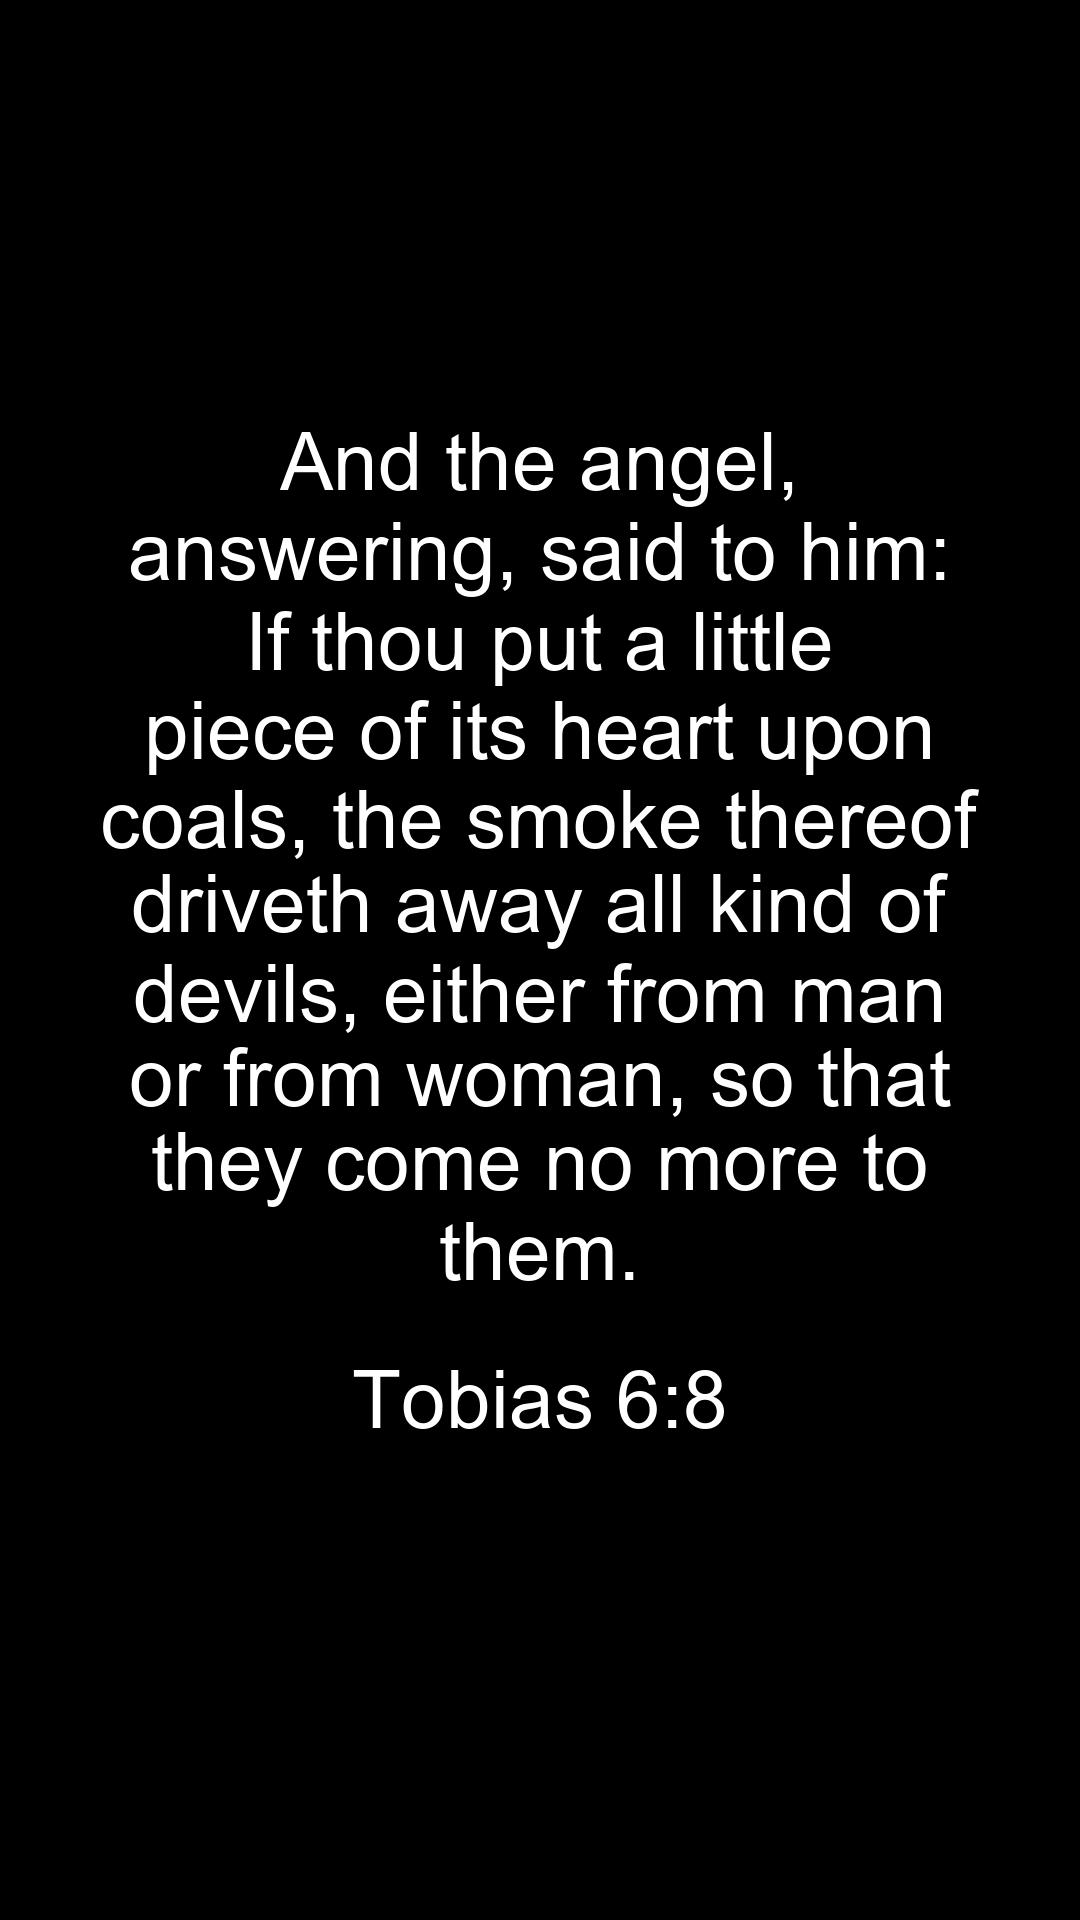 And the angel,
answering, said to him:
If thou put a little
piece of its heart upon
coals, the smoke thereof
driveth away all kind of
devils, either from man
or from woman, so that
they come no more to
them.
Tobias 6:8